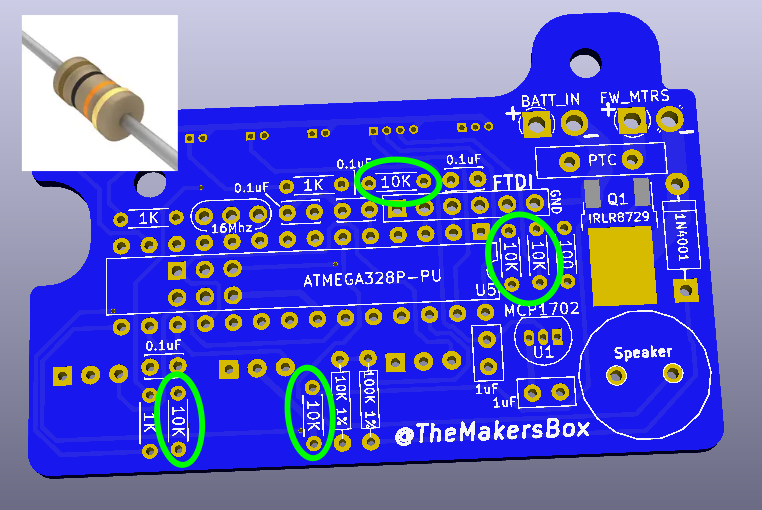 BATT_IN
FW_MTRS
+
-
+
-
0.1uF
0.1uF
PTC
0.1uF
1K
10K
FTDI
GND
Q1
IRLR8729
1N4001
1K
16Mhz
10K
10K
100
ATMEGA328P-PU
U5
MCP1702
U1
Speaker
0.1uF
1K
10K
10K
10K 1%
00K 1%
1uF
1uF
@TheMakersBox